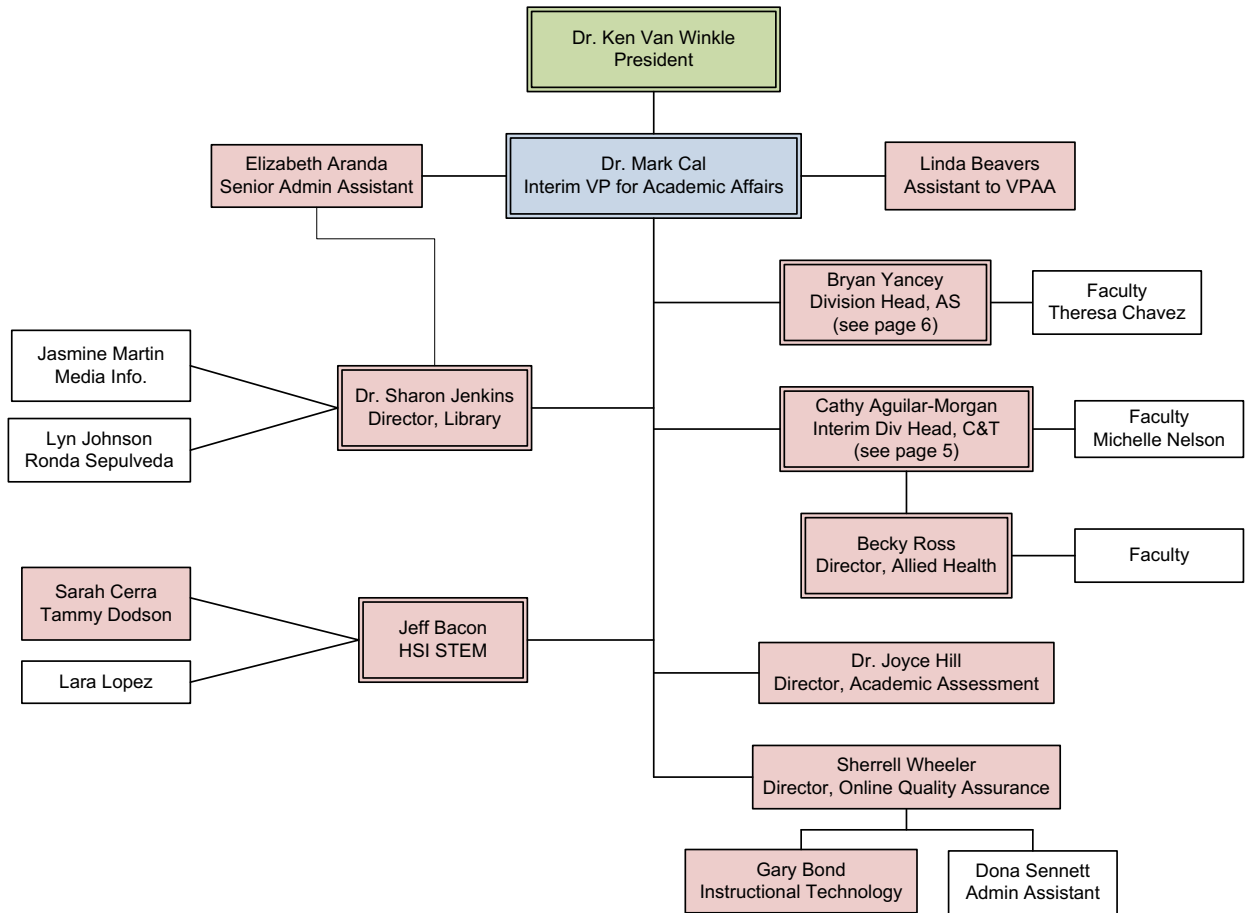 Dr. Ken Van Winkle
President
Elizabeth Aranda
Senior Admin Assistant
Dr. Mark Cal
Interim VP for Academic Affairs
Linda Beavers
Assistant to VPAA
Bryan Yancey
Division Head, AS
(see page 6)
Faculty
Theresa Chavez
Jasmine Martin
Media Info.
Lyn Johnson
Ronda Sepulveda
Dr. Sharon Jenkins
Director, Library
Cathy Aguilar-Morgan
Interim Div Head, C&T
(see page 5)
Faculty
Michelle Nelson
Becky Ross
Director, Allied Health
Faculty
Sarah Cerra
Tammy Dodson
Lara Lopez
Jeff Bacon
HSI STEM
Dr. Joyce Hill
Director, Academic Assessment
Sherrell Wheeler
Director, Online Quality Assurance
Gary Bond
Instructional Technology
Dona Sennett
Admin Assistant